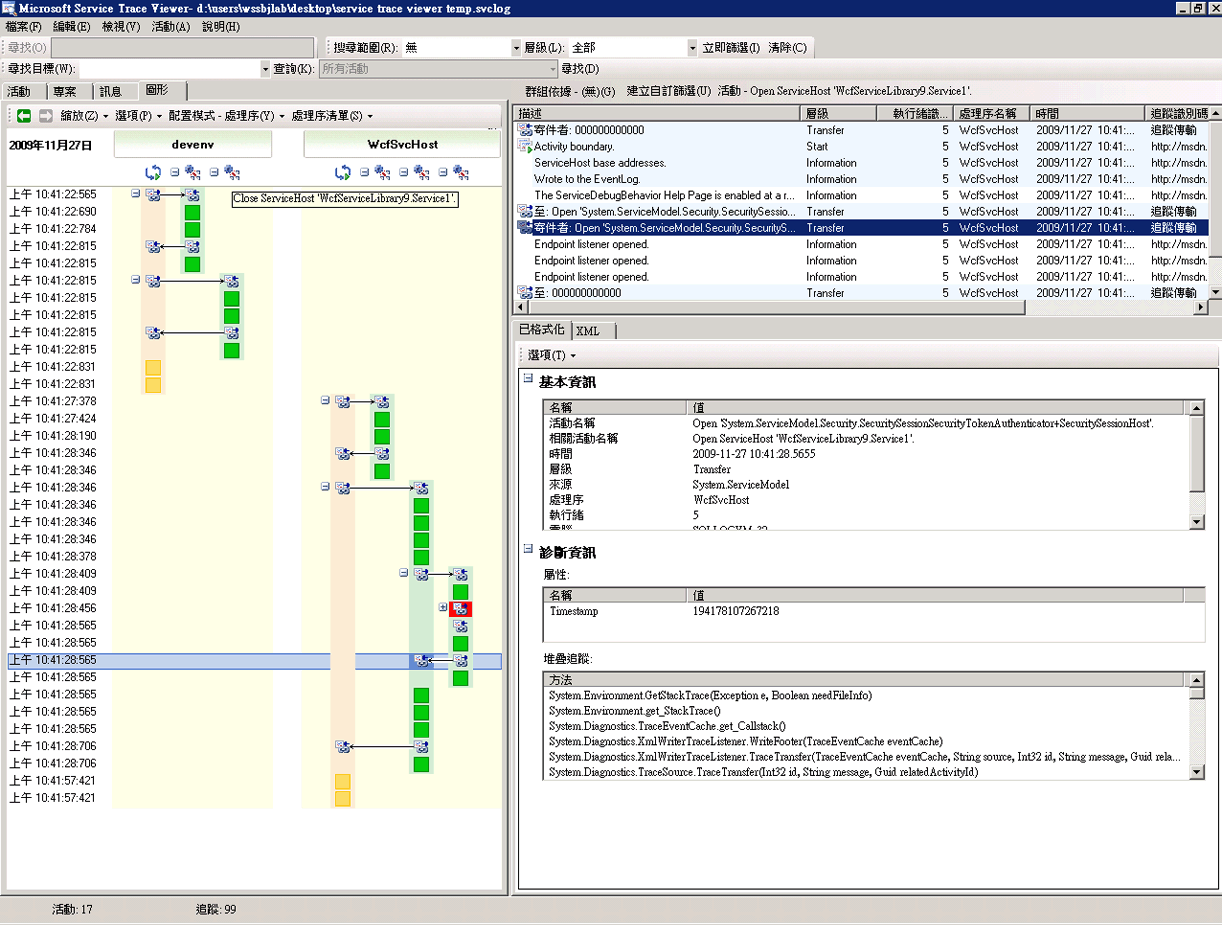 Microsoft Service Trace Viewer- d:\users\wssbjlab\desktop\service trace viewer temp.svclog
檔案(F) 編輯(E) 檢視(V) 活動(A) 說明(H)
尋找(O) 搜尋範圍(R): 無 層級(L): 全部 立即篩選(I) 清除(C)
尋找目標(W): 查詢(K): 所有活動 尋找(D)
活動 專案 訊息 圖形
群組依據 - (無)(G) 建立自訂篩選(U) 活動 - Open ServiceHost 'WcfServiceLibrary9.Service1'.
縮放(Z) 選項(P) 配置模式 - 處理序(Y) 處理序清單(S)
2009年11月27日 devenv WcfSvcHost
Close ServiceHost 'WcfServiceLibrary9.Service1'.
上午 10:41:22:565
上午 10:41:22:690
上午 10:41:22:784
上午 10:41:22:815
上午 10:41:22:815
上午 10:41:22:815
上午 10:41:22:815
上午 10:41:22:815
上午 10:41:22:815
上午 10:41:22:815
上午 10:41:22:831
上午 10:41:22:831
上午 10:41:27:378
上午 10:41:27:424
上午 10:41:28:190
上午 10:41:28:346
上午 10:41:28:346
上午 10:41:28:346
上午 10:41:28:346
上午 10:41:28:346
上午 10:41:28:346
上午 10:41:28:378
上午 10:41:28:409
上午 10:41:28:409
上午 10:41:28:456
上午 10:41:28:565
上午 10:41:28:565
上午 10:41:28:565
上午 10:41:28:565
上午 10:41:28:565
上午 10:41:28:565
上午 10:41:28:565
上午 10:41:28:706
上午 10:41:28:706
上午 10:41:57:421
上午 10:41:57:421
描述 層級 執行緒識... 處理序名稱 時間 追蹤識別碼
寄件者: 000000000000 Transfer 5 WcfSvcHost 2009/11/27 10:41:... 追蹤傳輸
Activity boundary. Start 5 WcfSvcHost 2009/11/27 10:41:... http://msdn.
ServiceHost base addresses. Information 5 WcfSvcHost 2009/11/27 10:41:... http://msdn.
Wrote to the EventLog. Information 5 WcfSvcHost 2009/11/27 10:41:... http://msdn.
The ServiceDebugBehavior Help Page is enabled at a r... Information 5 WcfSvcHost 2009/11/27 10:41:... http://msdn.
至: Open 'System.ServiceModel.Security.SecuritySessio... Transfer 5 WcfSvcHost 2009/11/27 10:41:... 追蹤傳輸
寄件者: Open 'System.ServiceModel.Security.SecurityS... Transfer 5 WcfSvcHost 2009/11/27 10:41:... 追蹤傳輸
Endpoint listener opened. Information 5 WcfSvcHost 2009/11/27 10:41:... http://msdn.
Endpoint listener opened. Information 5 WcfSvcHost 2009/11/27 10:41:... http://msdn.
Endpoint listener opened. Information 5 WcfSvcHost 2009/11/27 10:41:... http://msdn.
至: 000000000000 Transfer 5 WcfSvcHost 2009/11/27 10:41:... 追蹤傳輸
已格式化 XML
選項(T)
基本資訊
名稱 值
活動名稱 Open 'System.ServiceModel.Security.SecuritySessionSecurityTokenAuthenticator+SecuritySessionHost'.
相關活動名稱 Open ServiceHost 'WcfServiceLibrary9.Service1'.
時間 2009-11-27 10:41:28.5655
層級 Transfer
來源 System.ServiceModel
處理序 WcfSvcHost
執行緒 5
診斷資訊
屬性:
名稱 值
Timestamp 194178107267218
堆疊追蹤:
方法
System.Environment.GetStackTrace(Exception e, Boolean needFileInfo)
System.Environment.get_StackTrace()
System.Diagnostics.TraceEventCache.get_Callstack()
System.Diagnostics.XmlWriterTraceListener.WriteFooter(TraceEventCache eventCache)
System.Diagnostics.XmlWriterTraceListener.TraceTransfer(TraceEventCache eventCache, String source, Int32 id, String message, Guid rela...
System.Diagnostics.TraceSource.TraceTransfer(Int32 id, String message, Guid relatedActivityId)
活動: 17 追蹤: 99